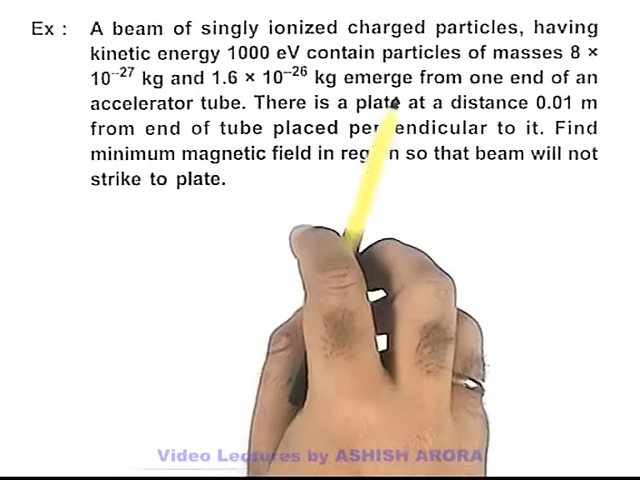 Ex : A beam of singly ionized charged particles, having
kinetic energy 1000 eV contain particles of masses 8 ×
10⁻²⁷ kg and 1.6 × 10⁻²⁶ kg emerge from one end of an
accelerator tube. There is a plate at a distance 0.01 m
from end of tube placed perpendicular to it. Find
minimum magnetic field in region so that beam will not
strike to plate.
Video Lectures by ASHISH ARORA